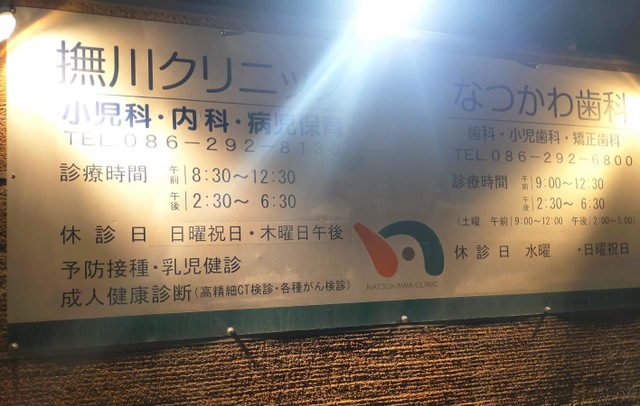 撫川クリニック
小児科・内科・病児保育
TEL.086-292-8133
診療時間 午前 8:30～12:30
午後 2:30～ 6:30
休診日 日曜祝日・木曜日午後
予防接種・乳児健診
成人健康診断(高精細CT検診・各種がん検診)
NATSUKAWA CLINIC
なつかわ歯科
歯科・小児歯科・矯正歯科
TEL.086-292-6800
診療時間 午前 9:00～12:30
午後 2:30～ 6:30
(土曜 午前 9:00～12:00 午後 2:00～5:00)
休診日 水曜 ・日曜祝日